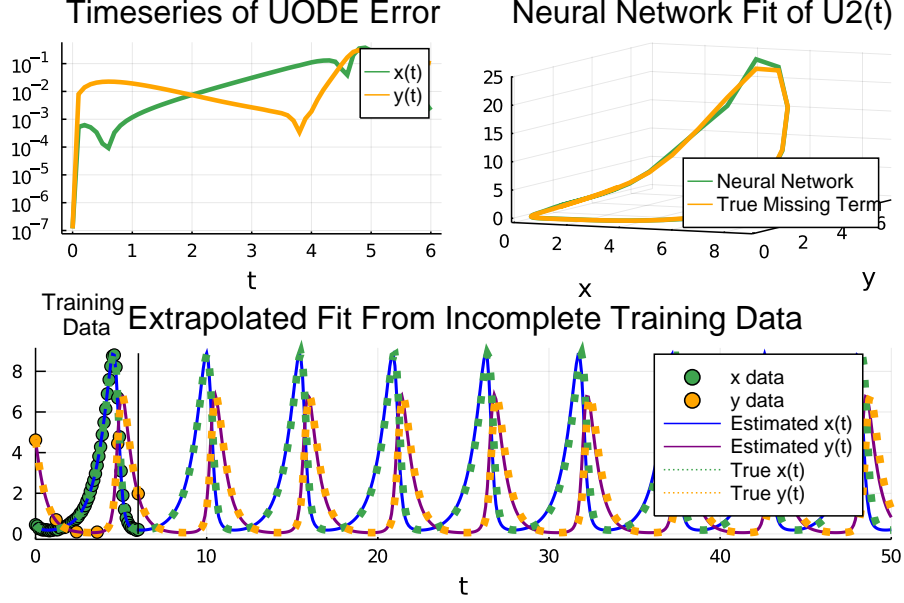 Timeseries of UODE Error
10⁻¹
10⁻²
10⁻³
10⁻⁴
10⁻⁵
10⁻⁶
10⁻⁷
x(t)
y(t)
0 1 2 3 4 5 6
t
Neural Network Fit of U2(t)
25
20
15
10
5
0
Neural Network
True Missing Term
0 2 4 6 8
0 2 4 6
x
y
Training
Data
Extrapolated Fit From Incomplete Training Data
8
6
4
2
0
x data
y data
Estimated x(t)
Estimated y(t)
True x(t)
True y(t)
0 10 20 30 40 50
t